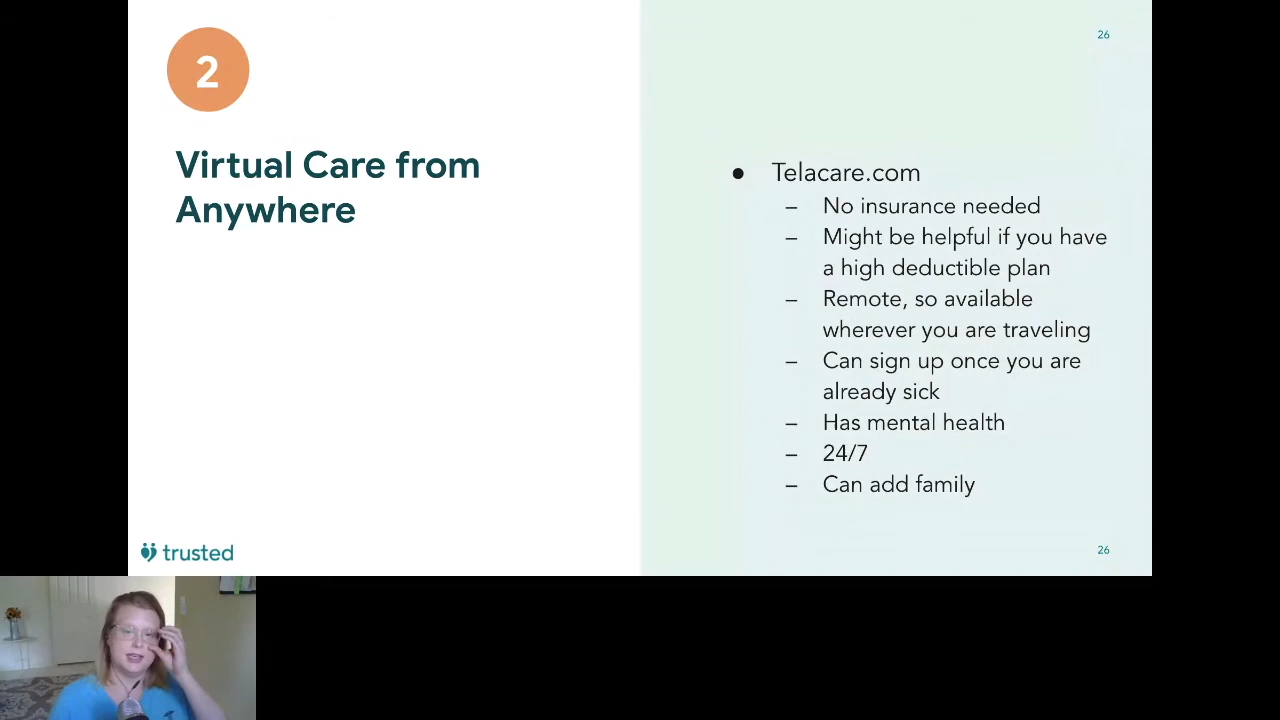 2
26
Virtual Care from
Anywhere
● Telacare.com
– No insurance needed
– Might be helpful if you have
a high deductible plan
– Remote, so available
wherever you are traveling
– Can sign up once you are
already sick
– Has mental health
– 24/7
– Can add family
trusted
26